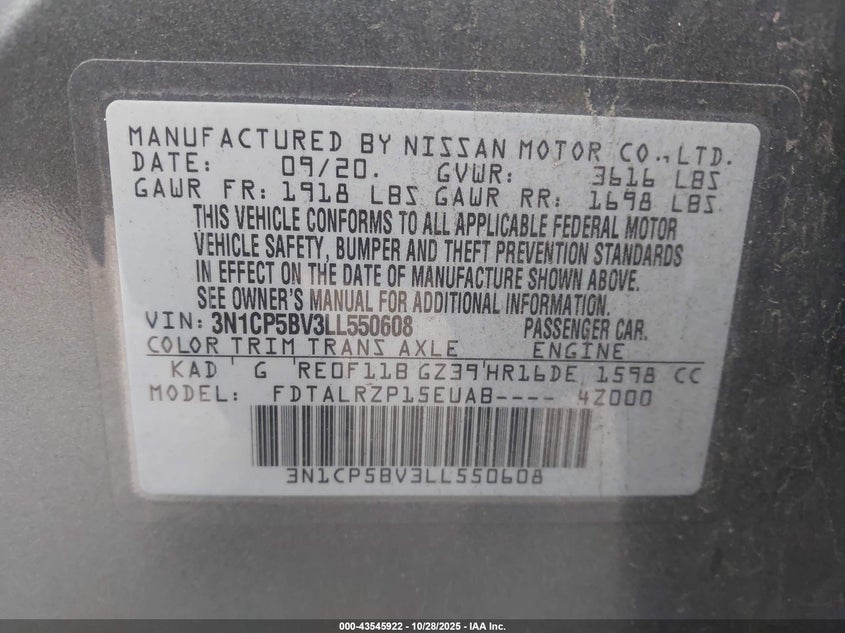 MANUFACTURED BY NISSAN MOTOR CO., LTD.
DATE: 09/20. GVWR: 3616 LBS
GAWR FR: 1918 LBS GAWR RR: 1698 LBS
THIS VEHICLE CONFORMS TO ALL APPLICABLE FEDERAL MOTOR
VEHICLE SAFETY, BUMPER AND THEFT PREVENTION STANDARDS
IN EFFECT ON THE DATE OF MANUFACTURE SHOWN ABOVE.
SEE OWNER'S MANUAL FOR ADDITIONAL INFORMATION.
VIN: 3N1CP5BV3LL550608 PASSENGER CAR.
COLOR TRIM TRANS AXLE ENGINE
KAD G RE0F11B GZ39 HR16DE 1598 CC
MODEL: FDTALRZP15EUAB---- 4Z000
3N1CP5BV3LL550608
000-43545922 - 10/28/2025 - IAA Inc.